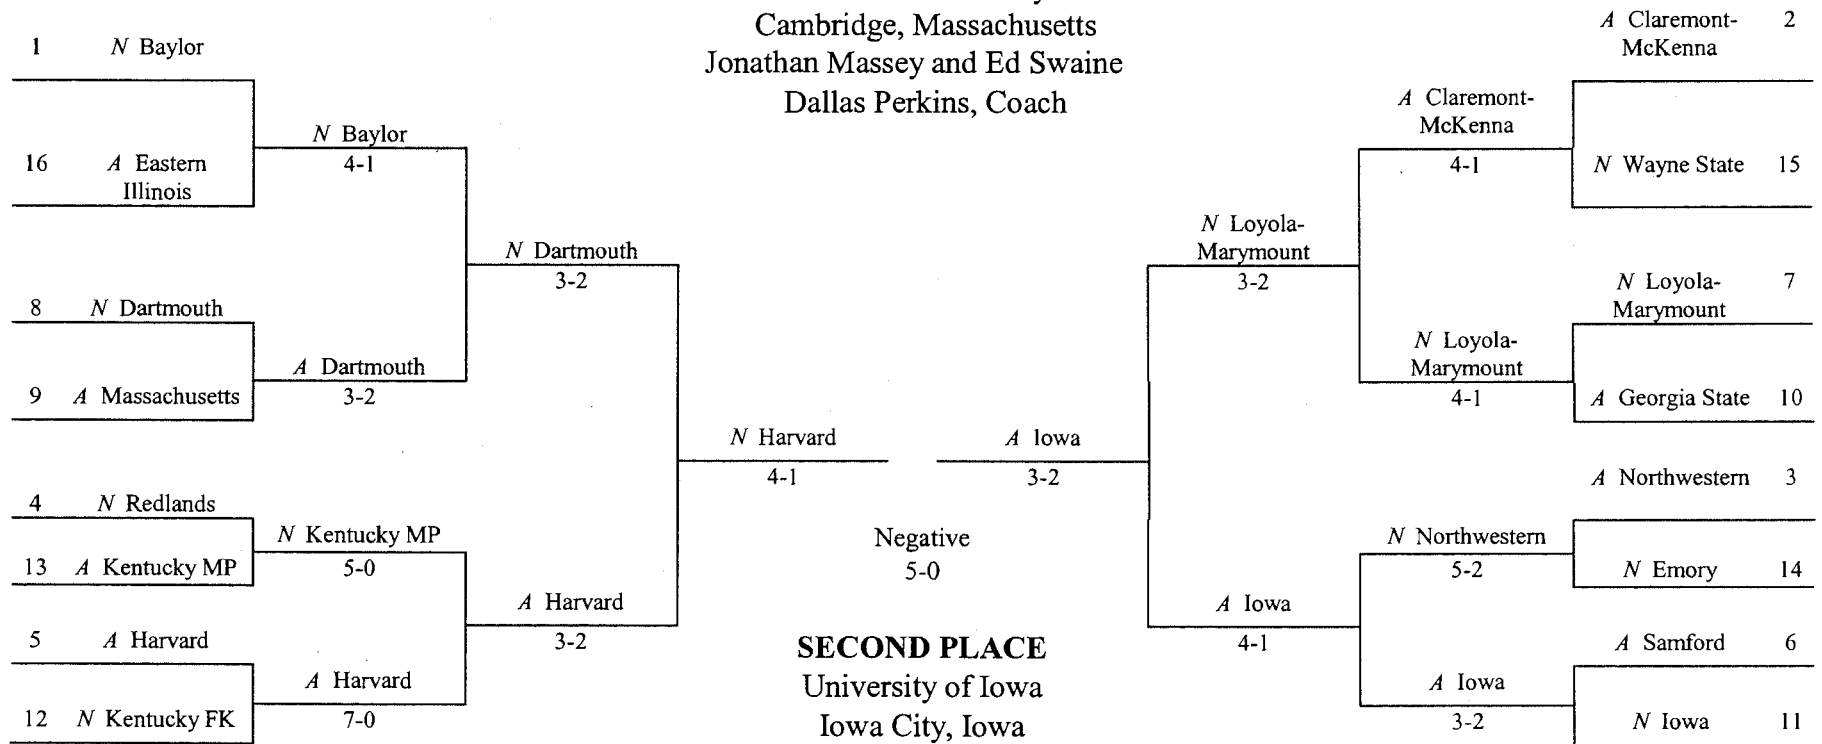 Cambridge, Massachusetts
Jonathan Massey and Ed Swaine
Dallas Perkins, Coach
1 N Baylor
16 A Eastern
Illinois
8 N Dartmouth
9 A Massachusetts
4 N Redlands
13 A Kentucky MP
5 A Harvard
12 N Kentucky FK
N Baylor
4-1
A Dartmouth
3-2
N Kentucky MP
5-0
A Harvard
7-0
N Dartmouth
3-2
A Harvard
3-2
N Harvard
4-1
A Iowa
3-2
Negative
5-0
SECOND PLACE
University of Iowa
Iowa City, Iowa
N Loyola-
Marymount
3-2
A Iowa
4-1
A Claremont-
McKenna
4-1
N Loyola-
Marymount
4-1
N Northwestern
5-2
A Iowa
3-2
A Claremont- 2
McKenna
N Wayne State 15
N Loyola- 7
Marymount
A Georgia State 10
A Northwestern 3
N Emory 14
A Samford 6
N Iowa 11